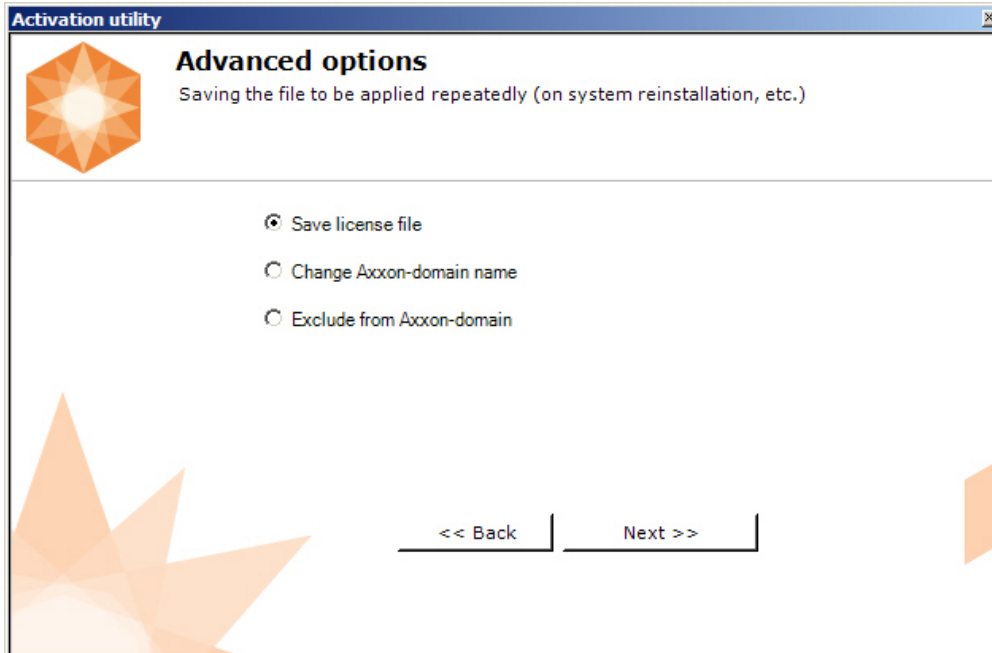 Activation utility
Advanced options
Saving the file to be applied repeatedly (on system reinstallation, etc.)
Save license file
Change Axxon-domain name
Exclude from Axxon-domain
<< Back
Next >>